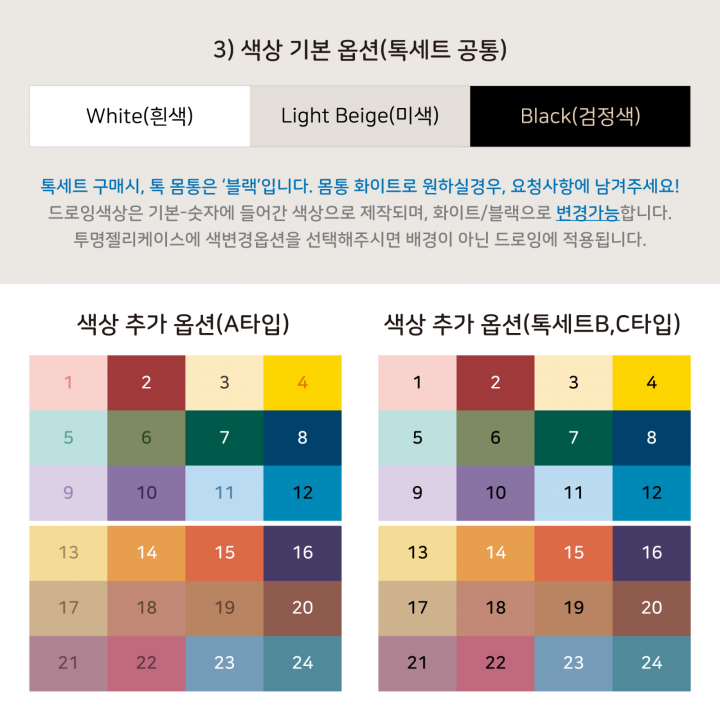 3) 색상 기본 옵션(톡세트 공통)
White(흰색) Light Beige(미색) Black(검정색)
톡세트 구매시, 톡 몸통은 ‘블랙’입니다. 몸통 화이트로 원하실경우, 요청사항에 남겨주세요!
드로잉색상은 기본-숫자에 들어간 색상으로 제작되며, 화이트/블랙으로 변경가능합니다.
투명젤리케이스에 색변경옵션을 선택해주시면 배경이 아닌 드로잉에 적용됩니다.
색상 추가 옵션(A타입)
1 2 3 4
5 6 7 8
9 10 11 12
13 14 15 16
17 18 19 20
21 22 23 24
색상 추가 옵션(톡세트B,C타입)
1 2 3 4
5 6 7 8
9 10 11 12
13 14 15 16
17 18 19 20
21 22 23 24